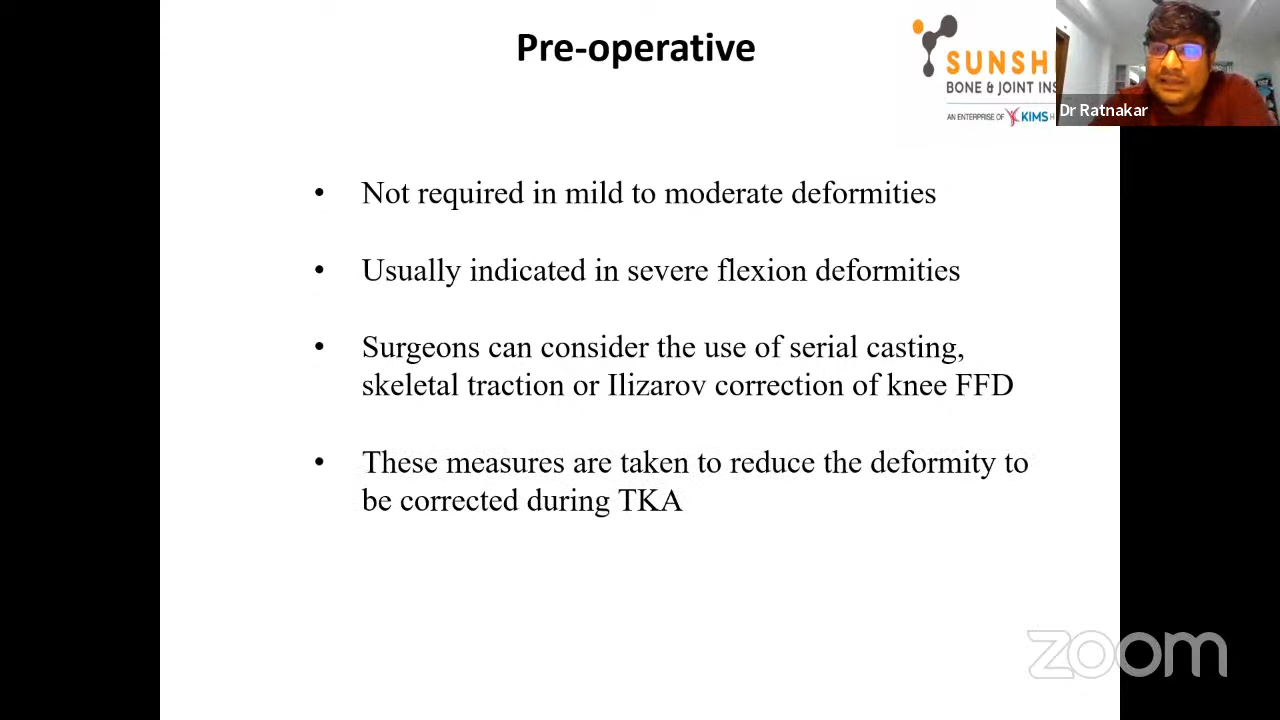 Pre-operative
SUNSH
BONE & JOINT INS
AN ENTERPRISE OF KIMS
Dr Ratnakar
• Not required in mild to moderate deformities
• Usually indicated in severe flexion deformities
• Surgeons can consider the use of serial casting,
skeletal traction or Ilizarov correction of knee FFD
• These measures are taken to reduce the deformity to
be corrected during TKA
zoom